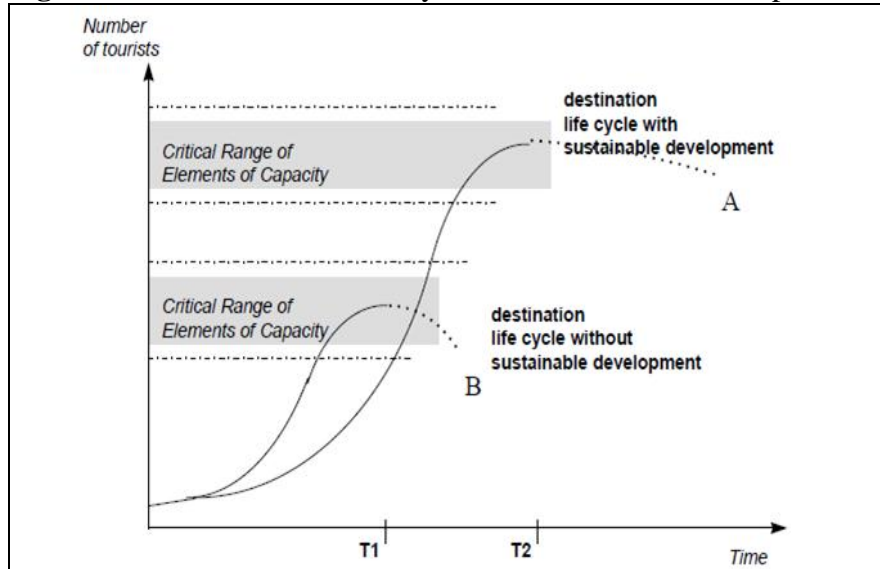 Number
of tourists
destination
life cycle with
sustainable development
Critical Range of
Elements of Capacity
A
Critical Range of
Elements of Capacity
destination
life cycle without
sustainable development
B
T1
T2
Time